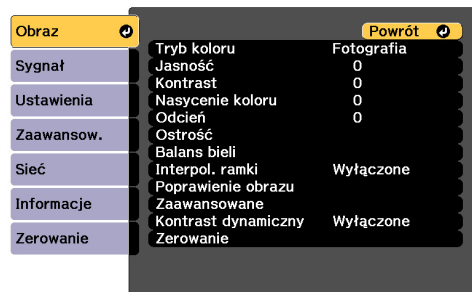 Obraz
Sygnał
Ustawienia
Zaawansow.
Sieć
Informacje
Zerowanie
Powrót
Tryb koloru Fotografia
Jasność 0
Kontrast 0
Nasycenie koloru 0
Odcień 0
Ostrość
Balans bieli
Interpol. ramki Wyłączone
Poprawienie obrazu
Zaawansowane
Kontrast dynamiczny Wyłączone
Zerowanie